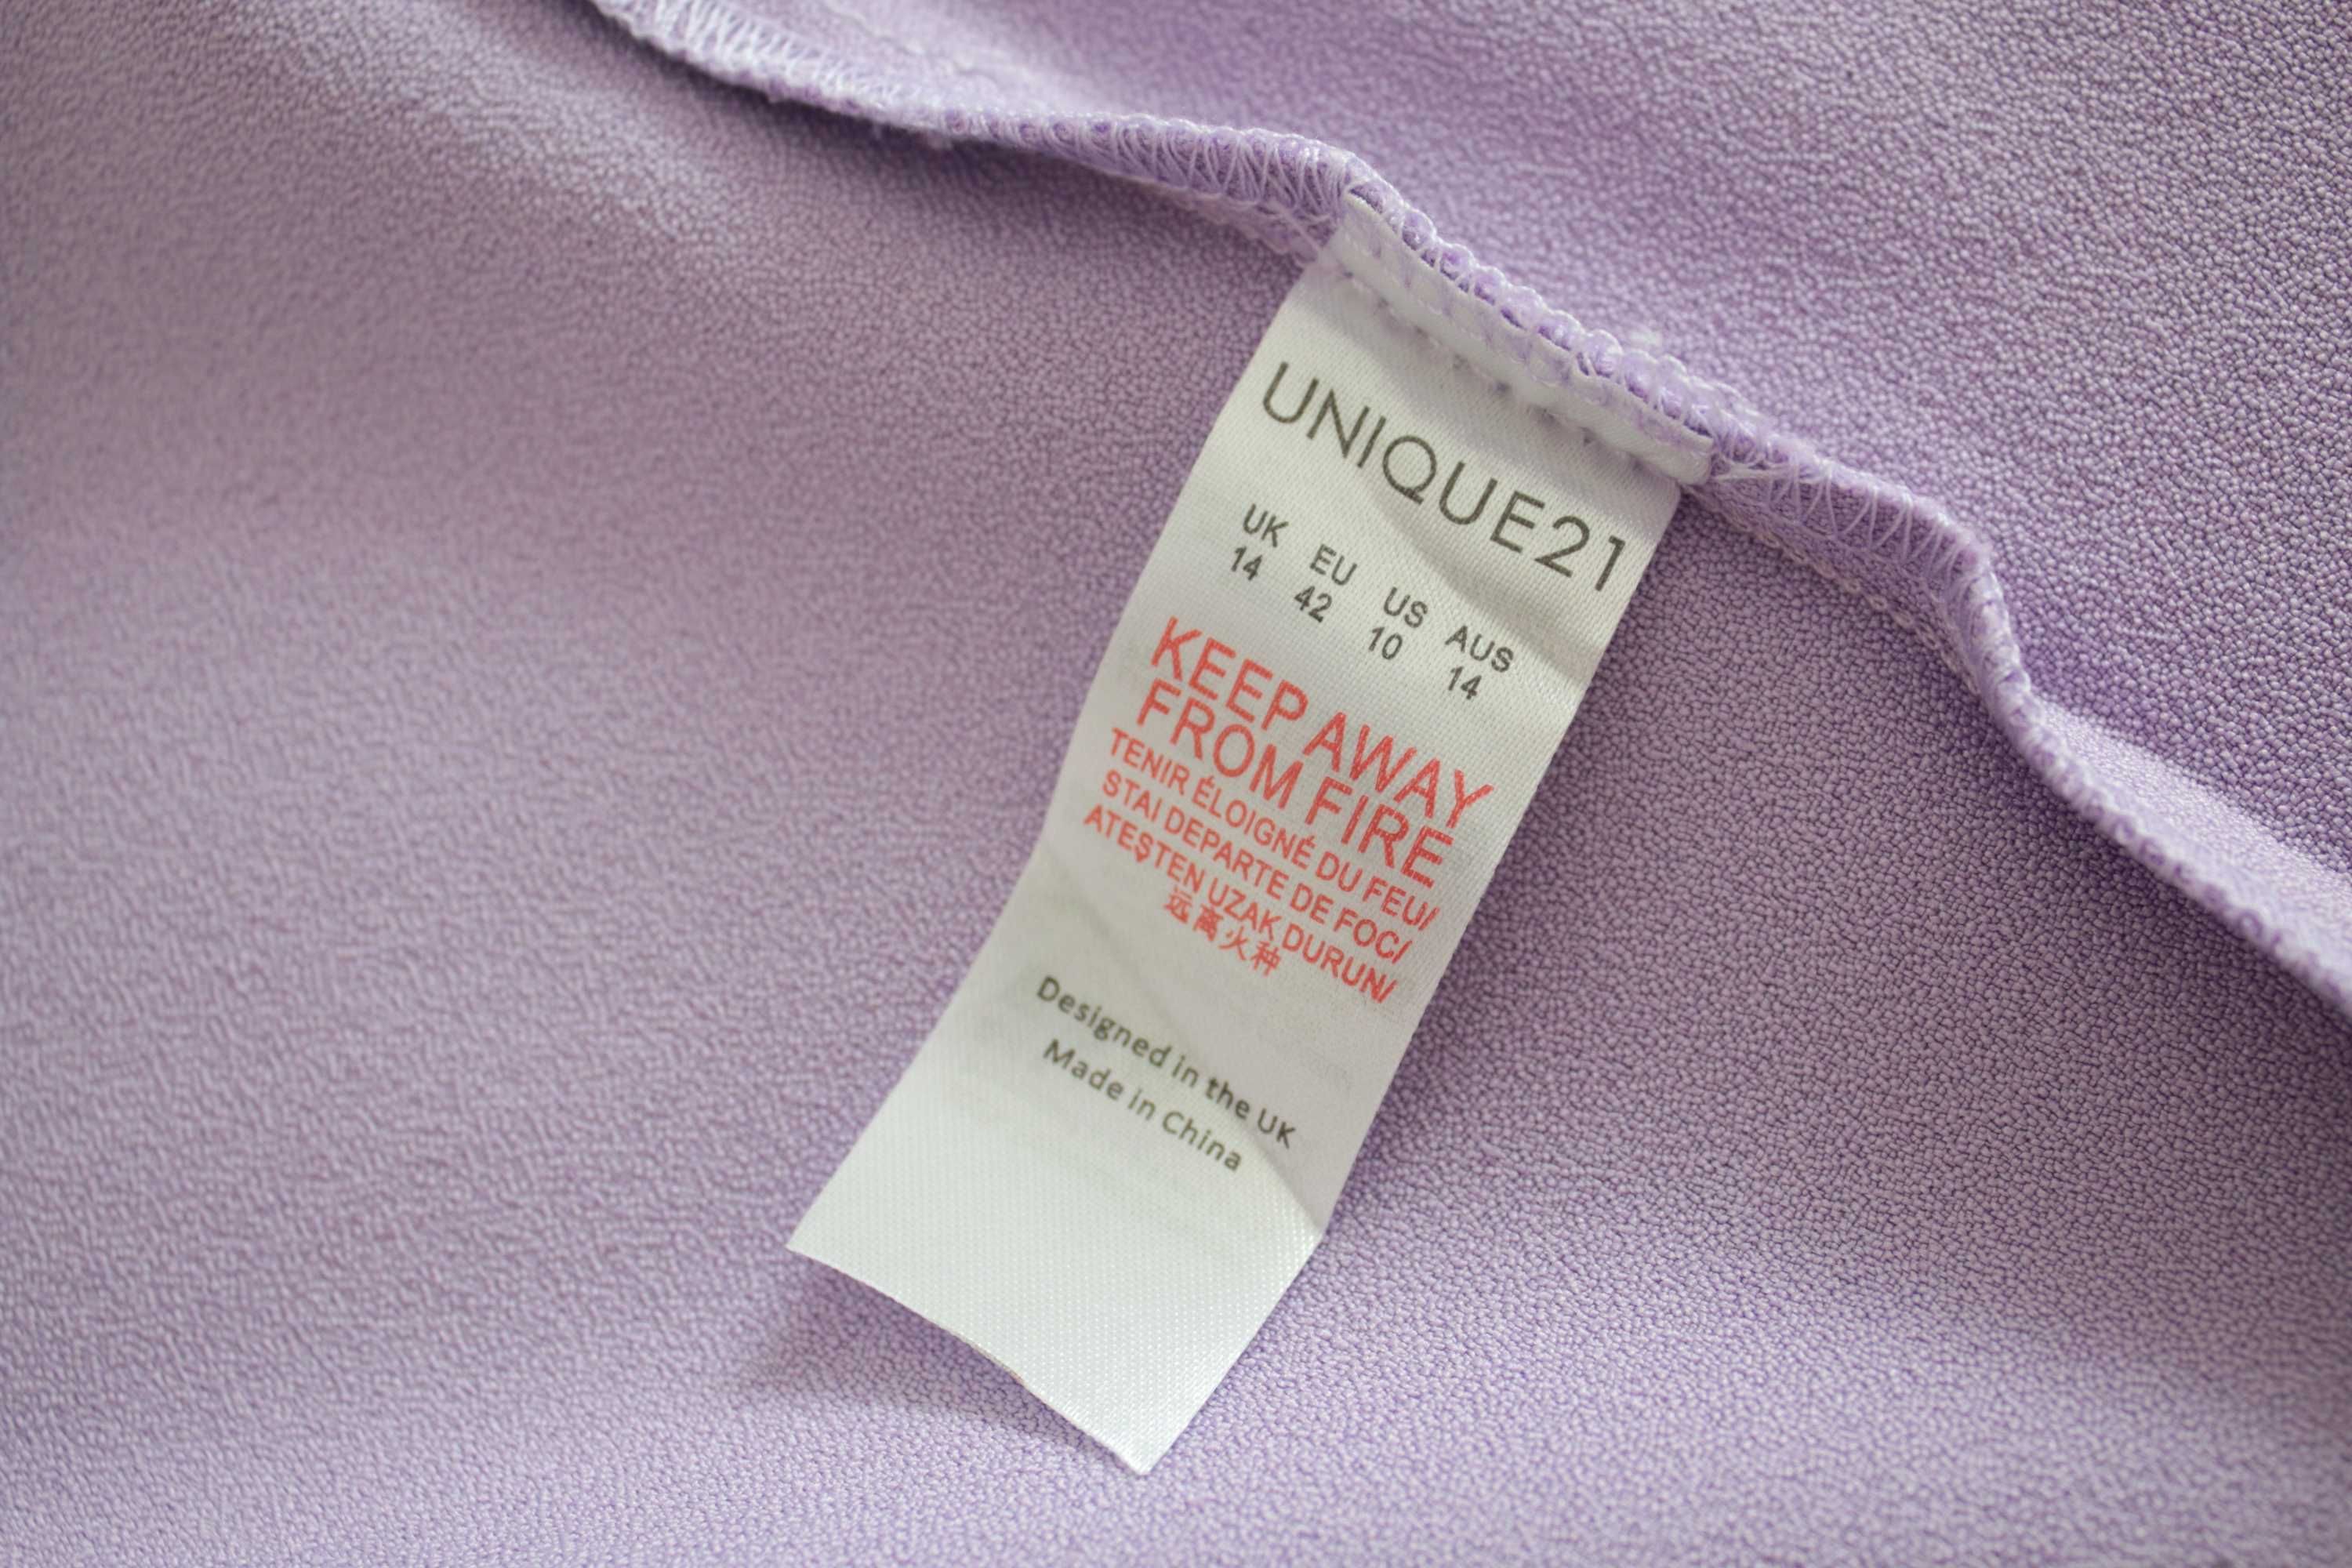 UNIQUE21
UK EU US AUS
14 42 10 14
KEEP AWAY
FROM FIRE
TENIR ÉLOIGNÉ DU FEU/
STAI DEPARTE DE FOC/
ATEŞTEN UZAK DURUN/
远离火种
Designed in the UK
Made in China